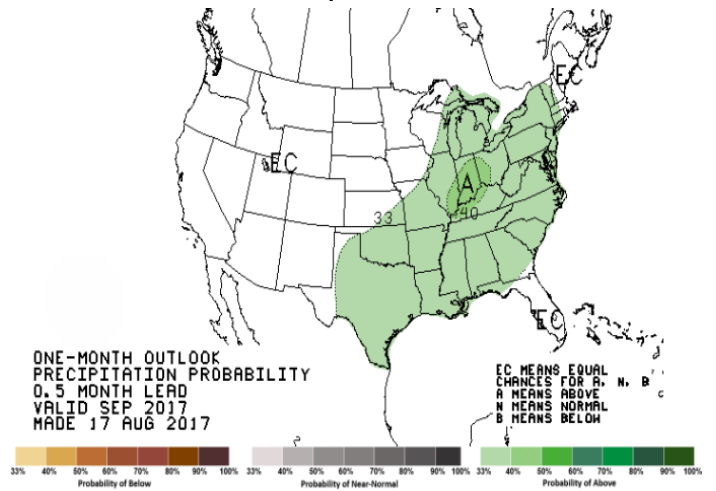 EC
EC
A
33
40
EC
ONE-MONTH OUTLOOK
PRECIPITATION PROBABILITY
0.5 MONTH LEAD
VALID SEP 2017
MADE 17 AUG 2017
EC MEANS EQUAL
CHANCES FOR A, N, B
A MEANS ABOVE
N MEANS NORMAL
B MEANS BELOW
33% 40% 50% 60% 70% 80% 90% 100%
Probability of Below
33% 40% 50% 60% 70% 80% 90% 100%
Probability of Near-Normal
33% 40% 50% 60% 70% 80% 90% 100%
Probability of Above